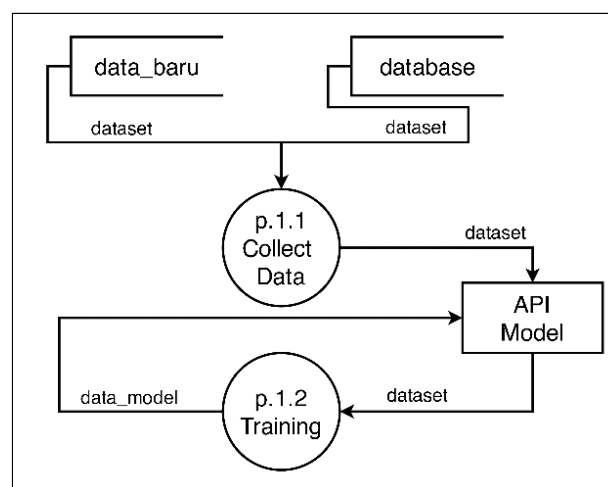 data_baru
database
dataset
dataset
p.1.1
Collect
Data
dataset
API
Model
data_model
p.1.2
Training
dataset